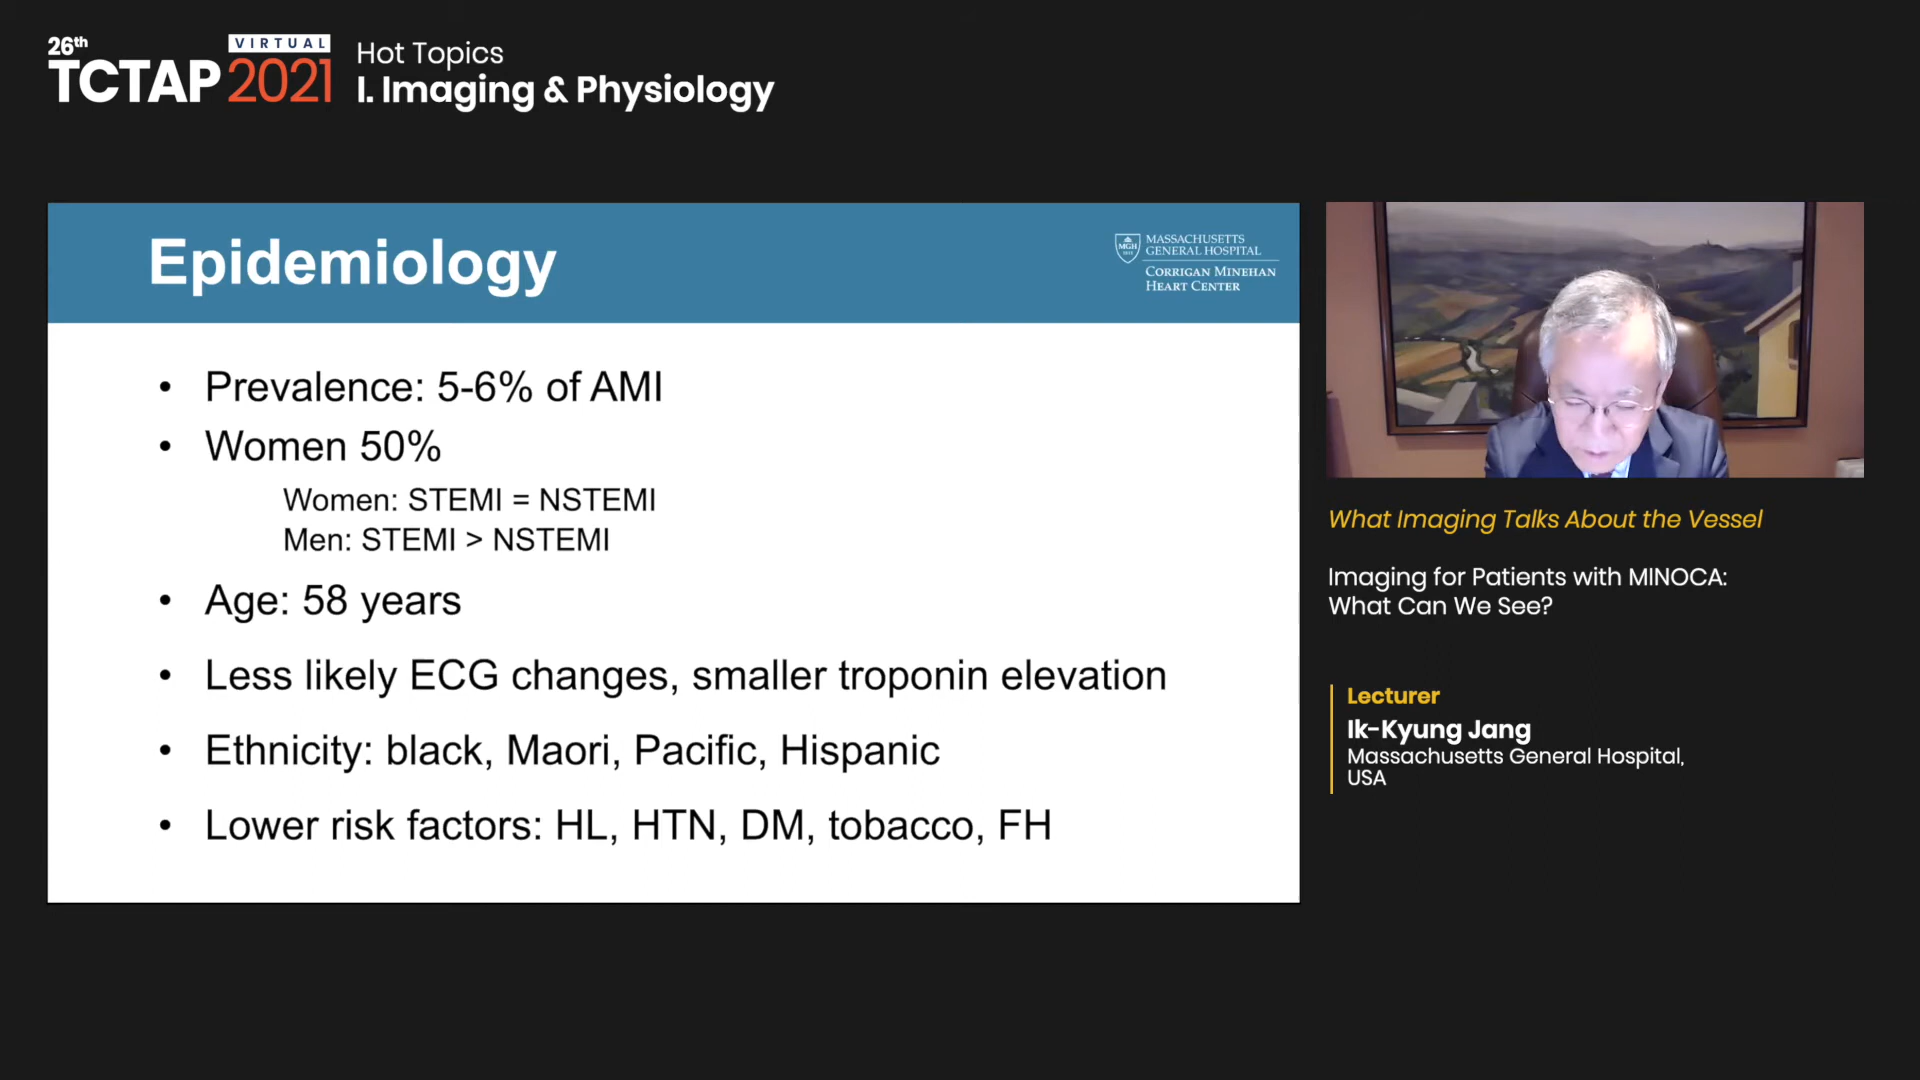 26th
VIRTUAL
TCTAP 2021
Hot Topics
I. Imaging & Physiology
Epidemiology
MGH
1811
MASSACHUSETTS
GENERAL HOSPITAL
CORRIGAN MINEHAN
HEART CENTER
• Prevalence: 5-6% of AMI
• Women 50%
Women: STEMI = NSTEMI
Men: STEMI > NSTEMI
• Age: 58 years
• Less likely ECG changes, smaller troponin elevation
• Ethnicity: black, Maori, Pacific, Hispanic
• Lower risk factors: HL, HTN, DM, tobacco, FH
What Imaging Talks About the Vessel
Imaging for Patients with MINOCA:
What Can We See?
Lecturer
Ik-Kyung Jang
Massachusetts General Hospital,
USA